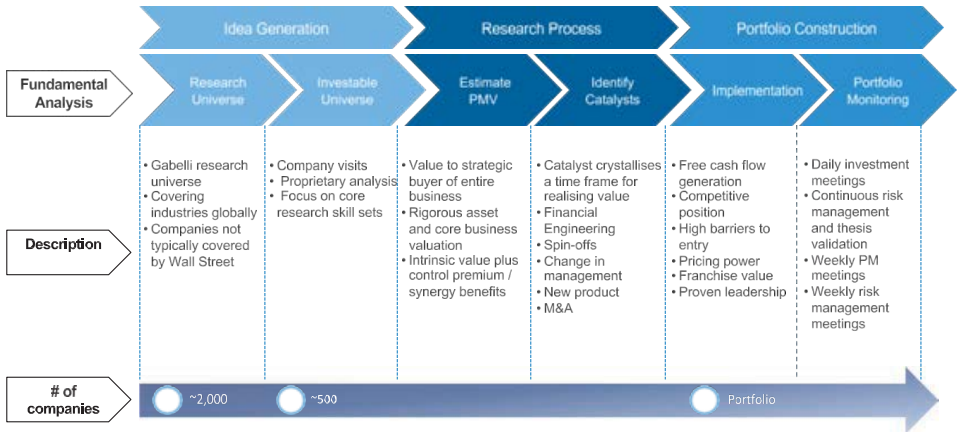 Idea Generation
Research Process
Portfolio Construction
Fundamental
Analysis
Research
Universe
Investable
Universe
Estimate
PMV
Identify
Catalysts
Implementation
Portfolio
Monitoring
Description
• Gabelli research
universe
• Covering
industries globally
• Companies not
typically covered
by Wall Street
• Company visits
• Proprietary analysis
• Focus on core
research skill sets
• Value to strategic
buyer of entire
business
• Rigorous asset
and core business
valuation
• Intrinsic value plus
control premium /
synergy benefits
• Catalyst crystallises
a time frame for
realising value
• Financial
Engineering
• Spin-offs
• Change in
management
• New product
• M&A
• Free cash flow
generation
• Competitive
position
• High barriers to
entry
• Pricing power
• Franchise value
• Proven leadership
• Daily investment
meetings
• Continuous risk
management
and thesis
validation
• Weekly PM
meetings
• Weekly risk
management
meetings
# of
companies
~2,000
~500
Portfolio